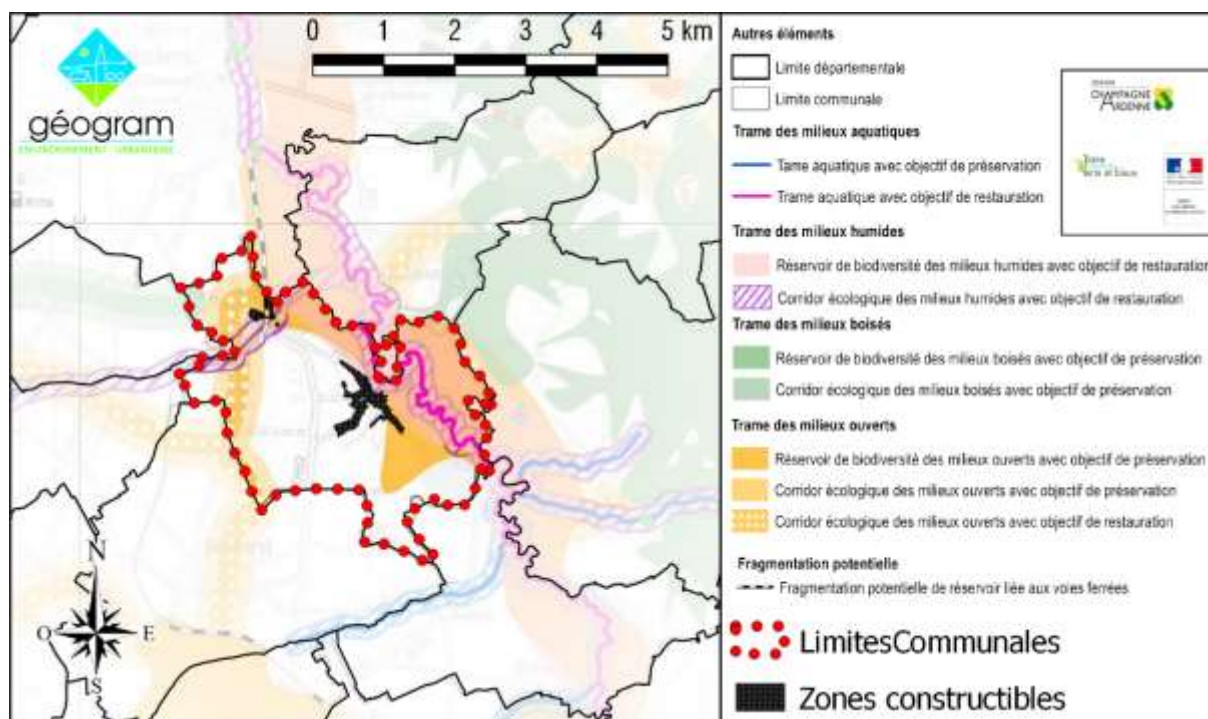 0 1 2 3 4 5 km
géogram
ENVIRONNEMENT URBANISME
N
O E
S
Autres éléments
Limite départementale
Limite communale
CHAMPAGNE
ARDENNE
Trame des milieux aquatiques
Tame aquatique avec objectif de préservation
Trame aquatique avec objectif de restauration
Trame des milieux humides
Réservoir de biodiversité des milieux humides avec objectif de restauration
Corridor écologique des milieux humides avec objectif de restauration
Trame des milieux boisés
Réservoir de biodiversité des milieux boisés avec objectif de préservation
Corridor écologique des milieux boisés avec objectif de préservation
Trame des milieux ouverts
Réservoir de biodiversité des milieux ouverts avec objectif de préservation
Corridor écologique des milieux ouverts avec objectif de préservation
Corridor écologique des milieux ouverts avec objectif de restauration
Fragmentation potentielle
Fragmentation potentielle de réservoir liée aux voies ferrées
LimitesCommunales
Zones constructibles